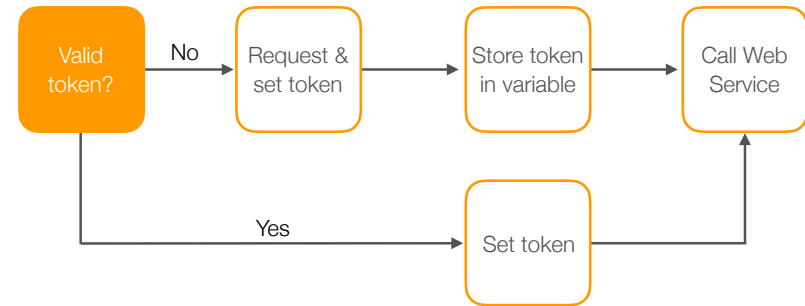 Valid
token?
No
Request &
set token
Store token
in variable
Call Web
Service
Yes
Set token